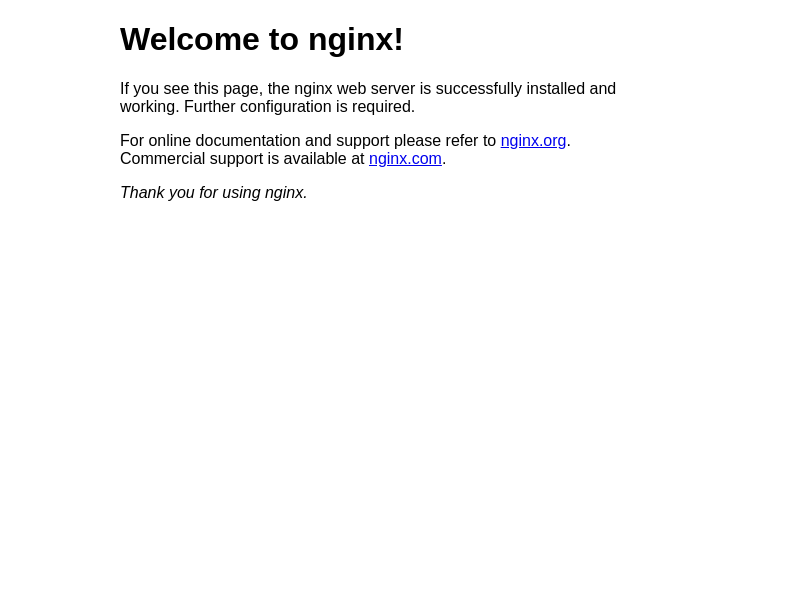 Welcome to nginx!
If you see this page, the nginx web server is successfully installed and
working. Further configuration is required.
For online documentation and support please refer to nginx.org.
Commercial support is available at nginx.com.
Thank you for using nginx.